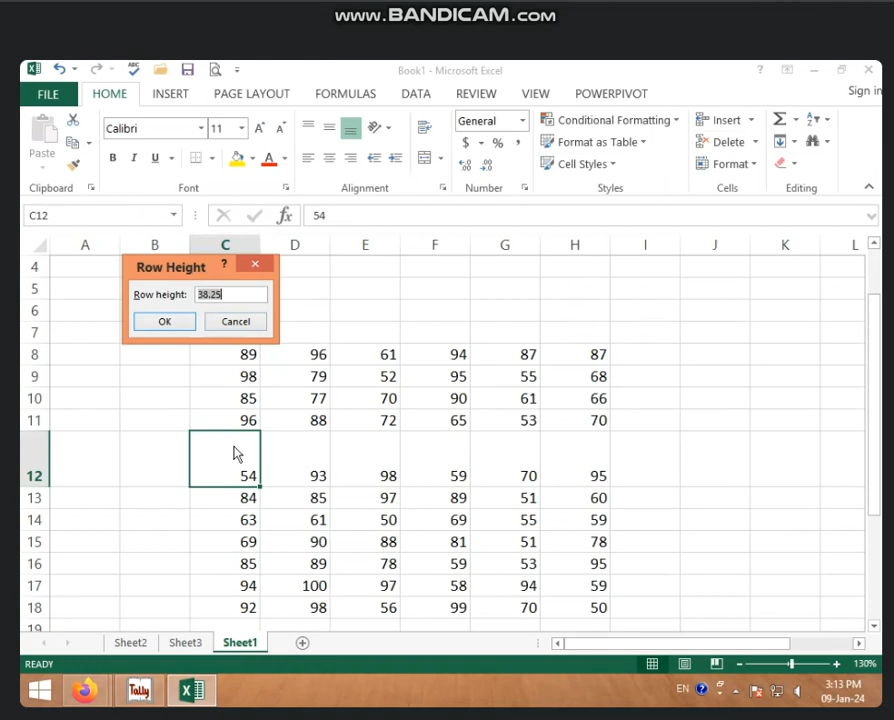 www.BANDICAM.com
Book1 - Microsoft Excel
FILE HOME INSERT PAGE LAYOUT FORMULAS DATA REVIEW VIEW POWERPIVOT Sign in
Calibri 11 General Conditional Formatting Insert
Paste B I U A $ % , Format as Table Delete
Cell Styles Format
Clipboard Font Alignment Number Styles Cells Editing
C12 fx 54
A B C D E F G H I J K L
4
Row Height ? ×
5
Row height: 38.25
6
OK Cancel
7
8 89 96 61 94 87 87
9 98 79 52 95 55 68
10 85 77 70 90 61 66
11 96 88 72 65 53 70
12 54 93 98 59 70 95
13 84 85 97 89 51 60
14 63 61 50 69 55 59
15 69 90 88 81 51 78
16 85 89 78 59 53 95
17 94 100 97 58 94 59
18 92 98 56 99 70 50
19
Sheet2 Sheet3 Sheet1
READY 130%
Tally EN 3:13 PM
09-Jan-24